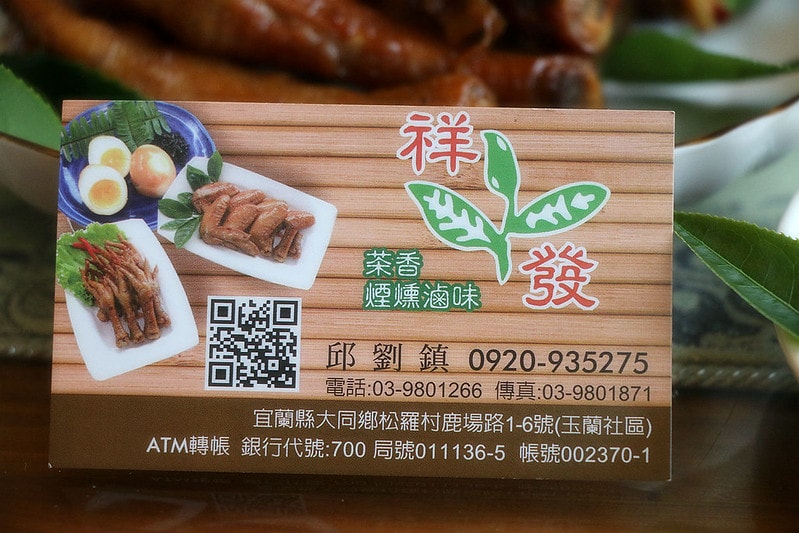 祥
發
茶香
煙燻滷味
邱劉鎮 0920-935275
電話:03-9801266 傳真:03-9801871
宜蘭縣大同鄉松羅村鹿場路1-6號(玉蘭社區)
ATM轉帳 銀行代號:700 局號011136-5 帳號002370-1